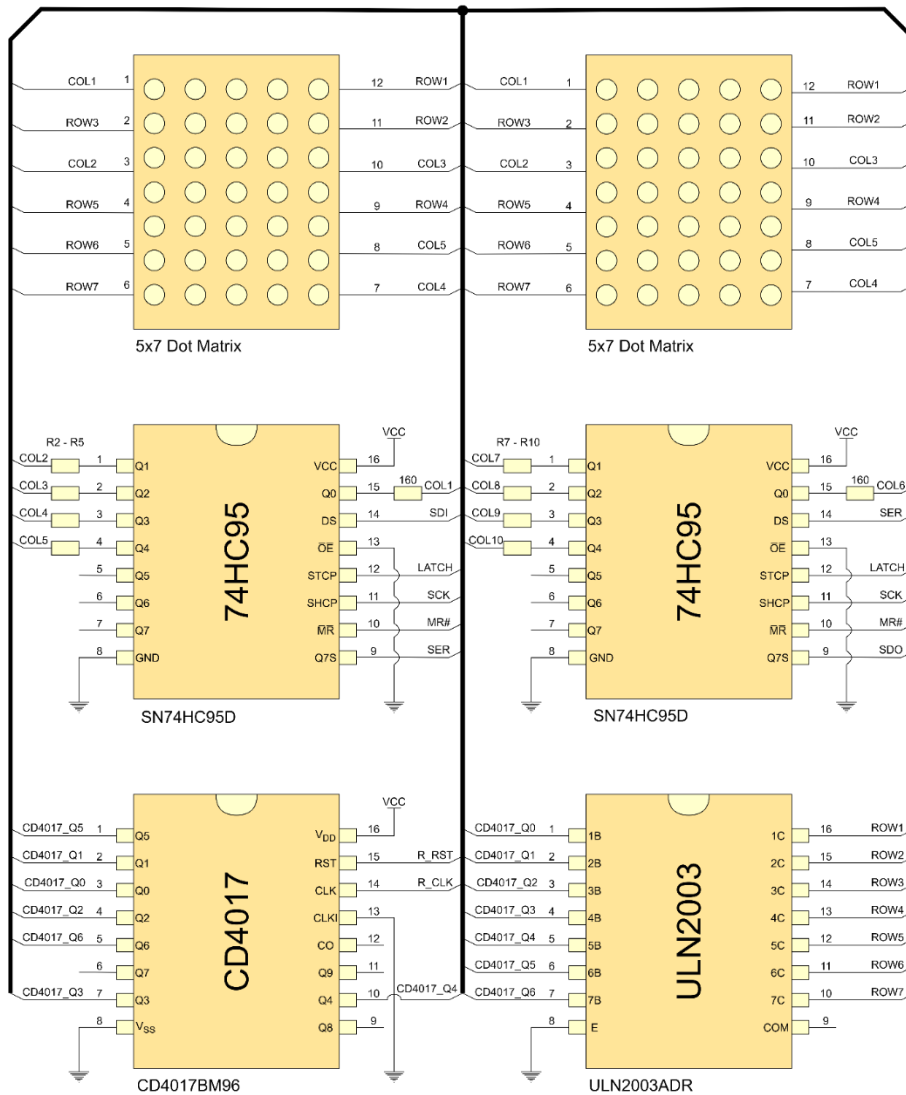 COL1 1 12 ROW1 COL1 1 12 ROW1
ROW3 2 11 ROW2 ROW3 2 11 ROW2
COL2 3 10 COL3 COL2 3 10 COL3
ROW5 4 9 ROW4 ROW5 4 9 ROW4
ROW6 5 8 COL5 ROW6 5 8 COL5
ROW7 6 7 COL4 ROW7 6 7 COL4
5x7 Dot Matrix 5x7 Dot Matrix
R2 - R5 VCC R7 - R10 VCC
COL2 1 Q1 VCC 16 COL7 1 Q1 VCC 16
COL3 2 Q2 Q0 15 160 COL1 COL8 2 Q2 Q0 15 160 COL6
COL4 3 Q3 DS 14 SDI COL9 3 Q3 DS 14 SER
COL5 4 Q4 OE 13 COL10 4 Q4 OE 13
5 Q5 STCP 12 LATCH 5 Q5 STCP 12 LATCH
6 Q6 SHCP 11 SCK 6 Q6 SHCP 11 SCK
7 Q7 MR 10 MR# 7 Q7 MR 10 MR#
8 GND Q7S 9 SER 8 GND Q7S 9 SDO
74HC95 74HC95
SN74HC95D SN74HC95D
VCC
CD4017_Q5 1 Q5 VDD 16 CD4017_Q0 1 1B 1C 16 ROW1
CD4017_Q1 2 Q1 RST 15 R_RST CD4017_Q1 2 2B 2C 15 ROW2
CD4017_Q0 3 Q0 CLK 14 R_CLK CD4017_Q2 3 3B 3C 14 ROW3
CD4017_Q2 4 Q2 CLKI 13 CD4017_Q3 4 4B 4C 13 ROW4
CD4017_Q6 5 Q6 CO 12 CD4017_Q4 5 5B 5C 12 ROW5
6 Q7 Q9 11 CD4017_Q5 6 6B 6C 11 ROW6
CD4017_Q3 7 Q3 Q4 10 CD4017_Q4 CD4017_Q6 7 7B 7C 10 ROW7
8 VSS Q8 9 8 E COM 9
CD4017 ULN2003
CD4017BM96 ULN2003ADR